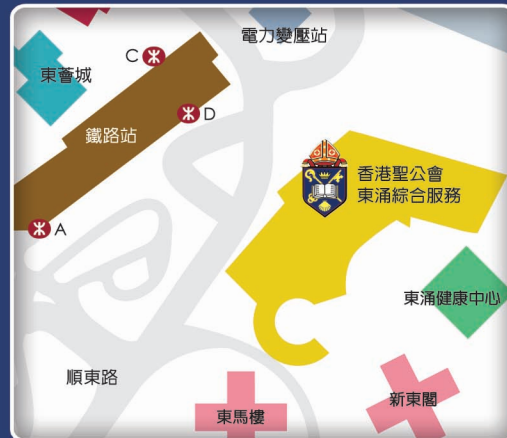 電力變壓站
C
東薈城
D
鐵路站
香港聖公會
東涌綜合服務
A
東涌健康中心
順東路
新東閣
東馬樓